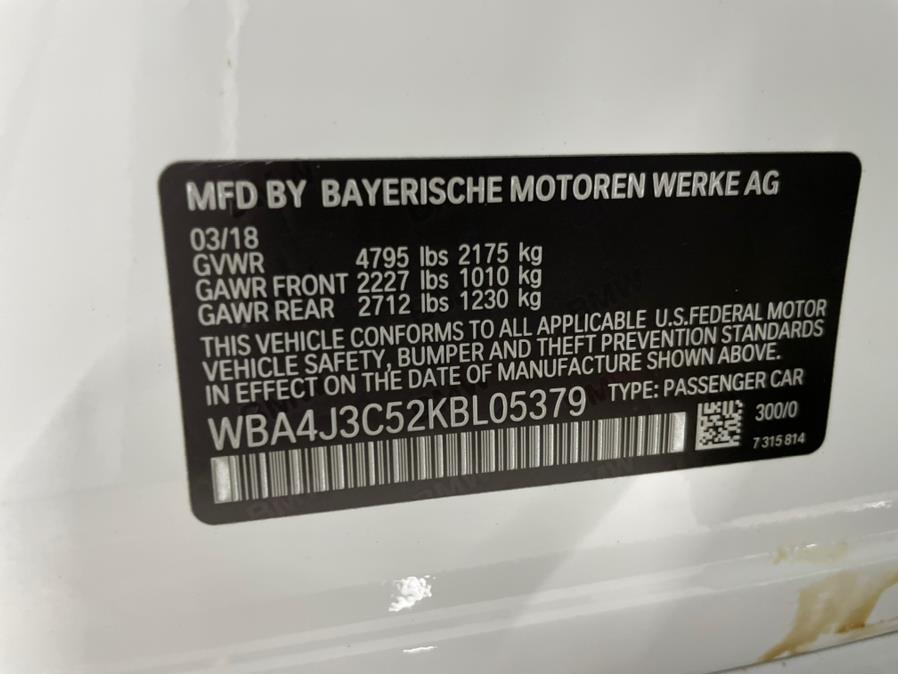 MFD BY BAYERISCHE MOTOREN WERKE AG
03/18
GVWR 4795 lbs 2175 kg
GAWR FRONT 2227 lbs 1010 kg
GAWR REAR 2712 lbs 1230 kg
THIS VEHICLE CONFORMS TO ALL APPLICABLE U.S.FEDERAL MOTOR
VEHICLE SAFETY, BUMPER AND THEFT PREVENTION STANDARDS
IN EFFECT ON THE DATE OF MANUFACTURE SHOWN ABOVE.
WBA4J3C52KBL05379 TYPE: PASSENGER CAR
300/0
7 315 814